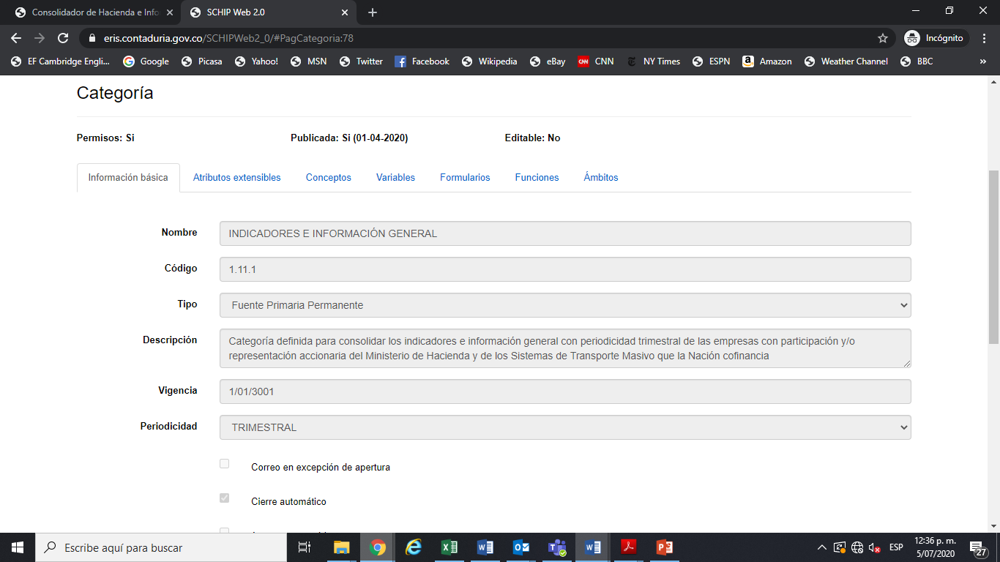 Consolidador de Hacienda e Info
SCHIP Web 2.0
eris.contaduria.gov.co/SCHIPWeb2_0/#PagCategoria:78
Incógnito
EF Cambridge Engli...
Google
Picasa
Yahoo!
MSN
Twitter
Facebook
Wikipedia
eBay
CNN
NY Times
ESPN
Amazon
Weather Channel
BBC
Categoría
Permisos: Si
Publicada: Si (01-04-2020)
Editable: No
Información básica
Atributos extensibles
Conceptos
Variables
Formularios
Funciones
Ámbitos
Nombre
INDICADORES E INFORMACIÓN GENERAL
Código
1.11.1
Tipo
Fuente Primaria Permanente
Descripción
Categoría definida para consolidar los indicadores e información general con periodicidad trimestral de las empresas con participación y/o
representación accionaria del Ministerio de Hacienda y de los Sistemas de Transporte Masivo que la Nación cofinancia
Vigencia
1/01/3001
Periodicidad
TRIMESTRAL
Correo en excepción de apertura
Cierre automático
Escribe aquí para buscar
ESP
12:36 p. m.
5/07/2020
27